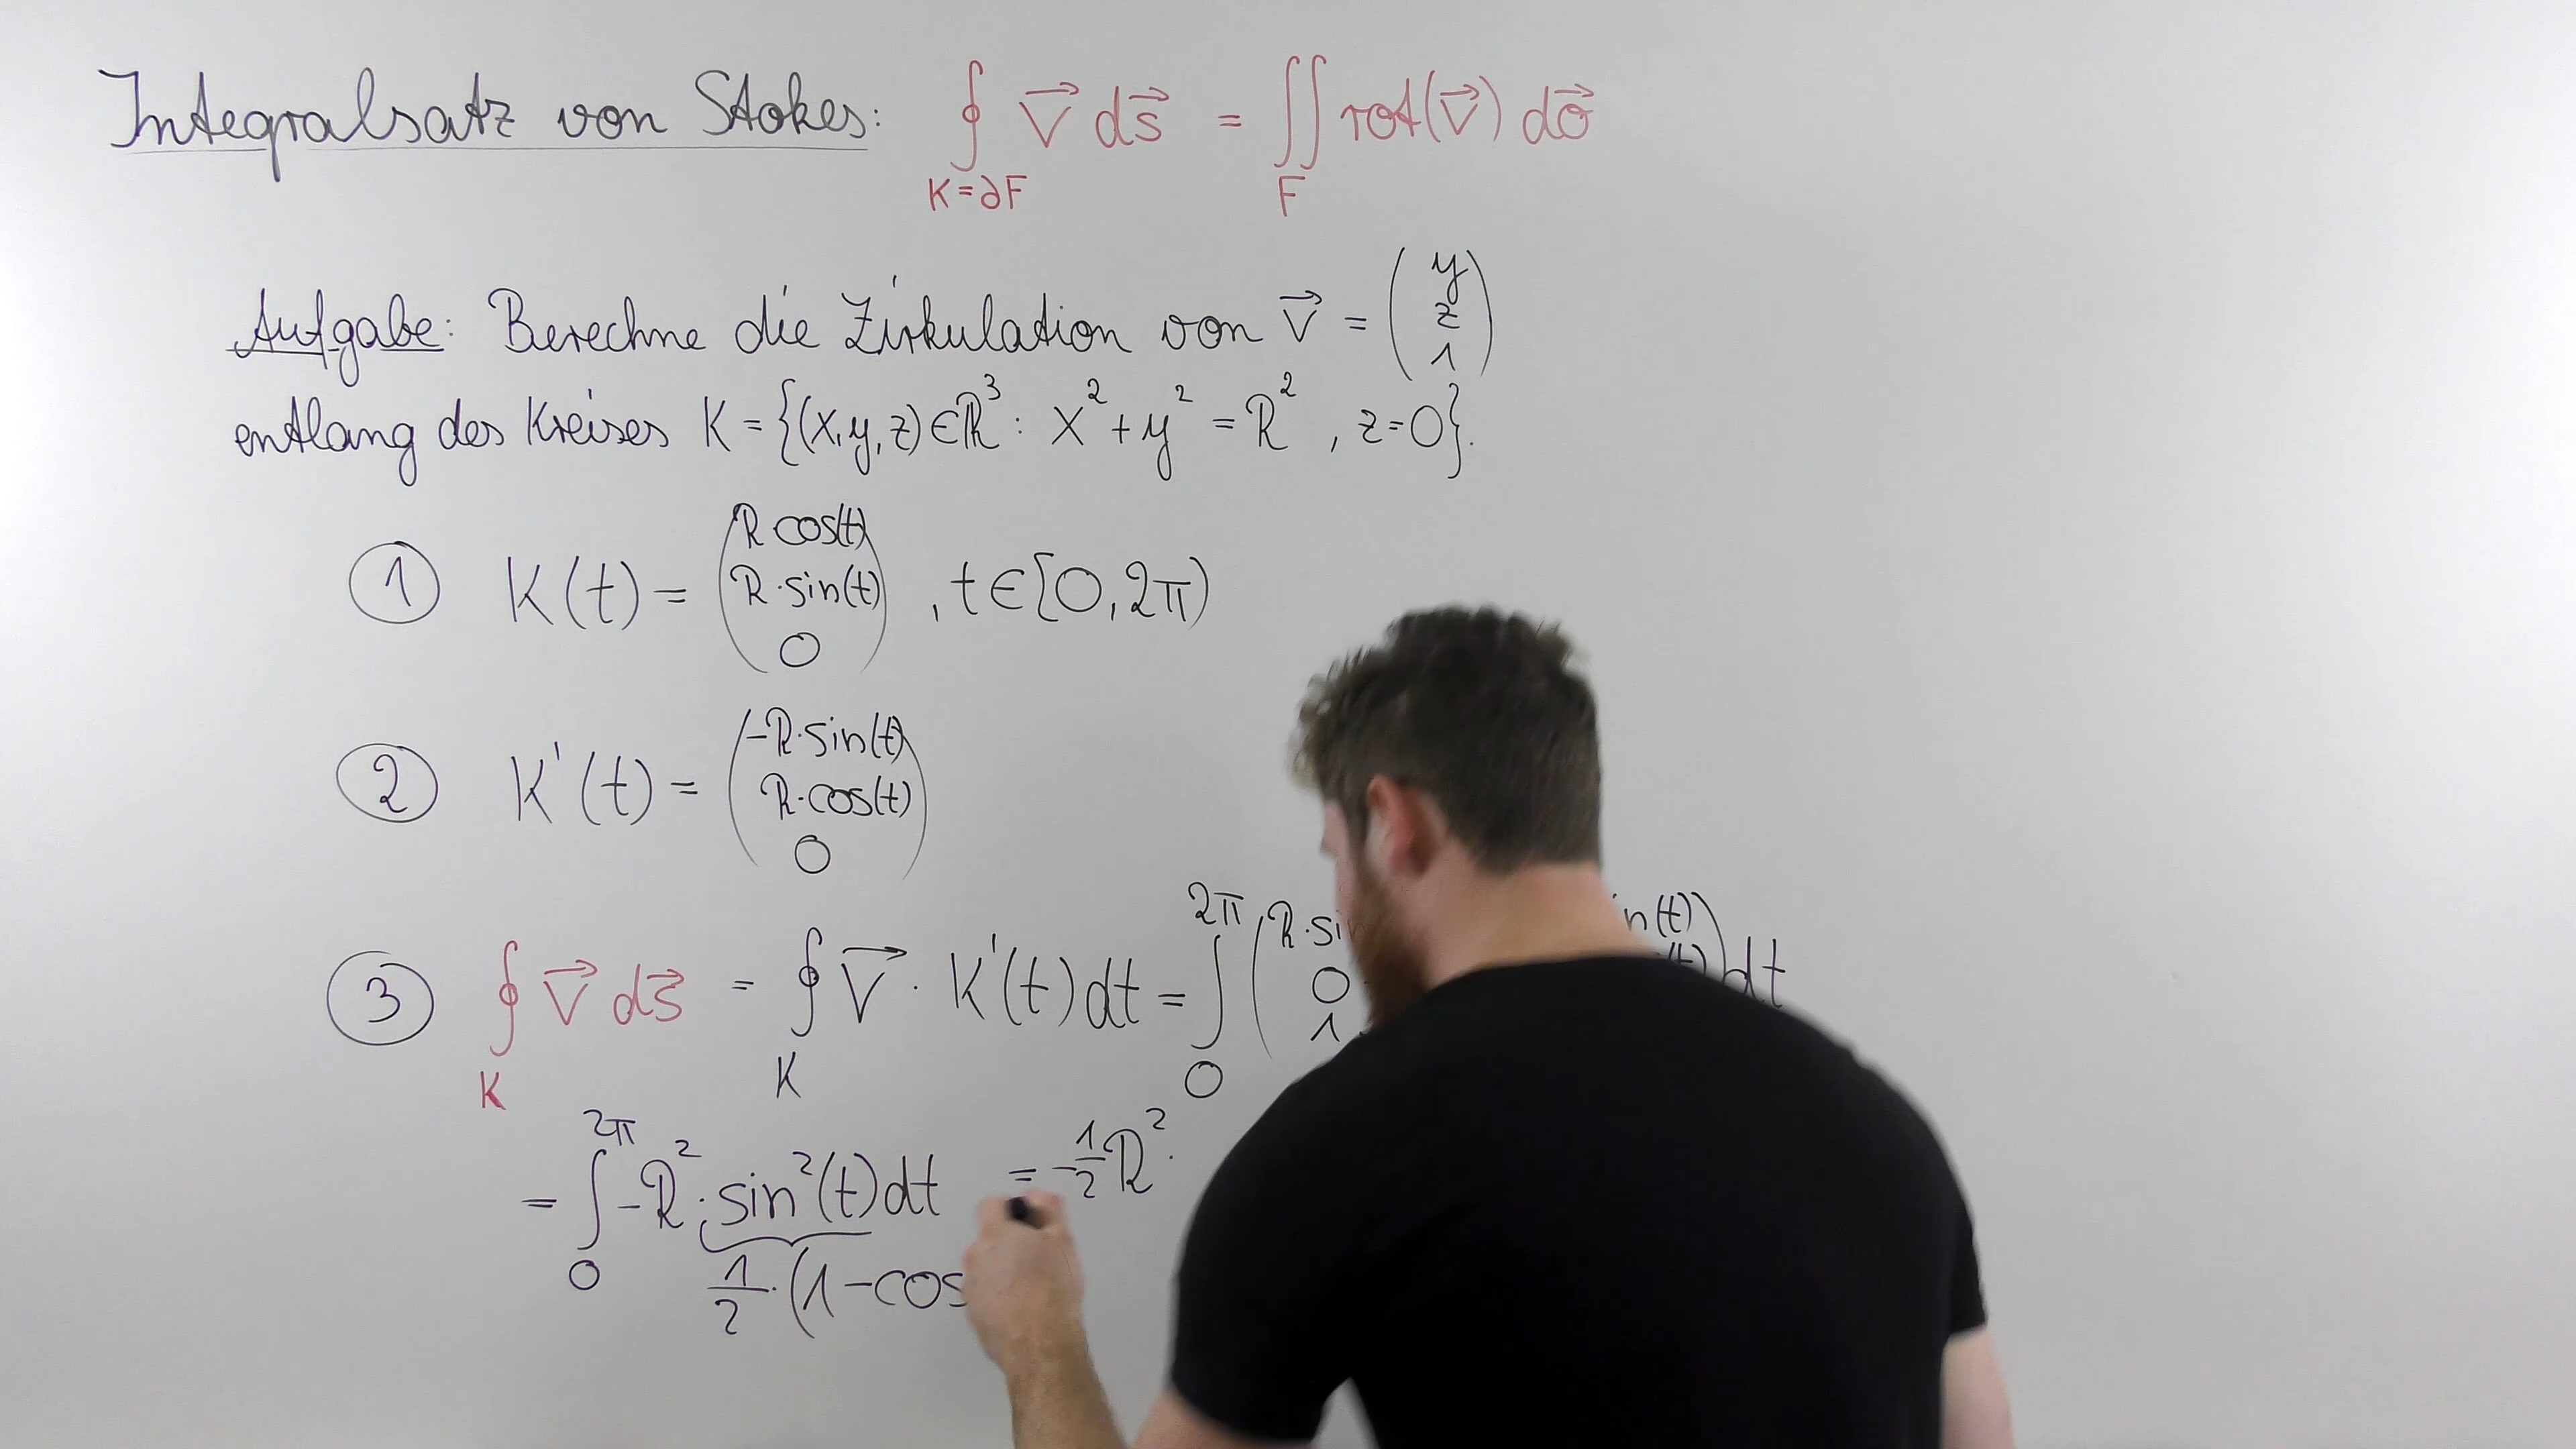 Integralsatz von Stokes: ∮ v⃗ ds⃗ = ∬ rot(v⃗) do⃗
K=∂F F
Aufgabe: Berechne die Zirkulation von v⃗ = (y z 1)
entlang des Kreises K = {(x,y,z)∈ℝ³: x²+y² = R², z=0}.
① K(t) = (R cos(t) R·sin(t) 0), t∈[0,2π)
② K'(t) = (-R·sin(t) R·cos(t) 0)
③ ∮ v⃗ ds⃗ = ∮ v⃗ · K'(t) dt = ∫ 2π 0 (R· 0 1 dt
K K
= ∫ 2π 0 -R²·sin²(t) dt = -1/2 R²·
1/2·(1-cos